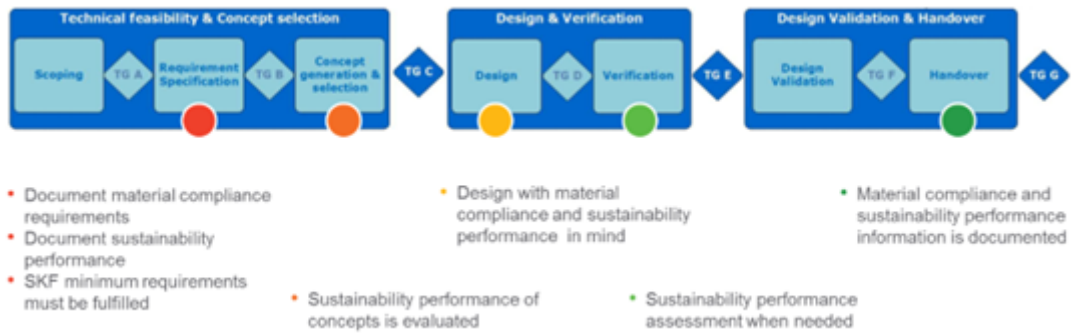 Technical feasibility & Concept selection
Scoping
TG A
Requirement
Specification
TG B
Concept
generation &
selection
TG C
Design & Verification
Design
TG D
Verification
TG E
Design Validation & Handover
Design
Validation
TG F
Handover
TG G
• Document material compliance
requirements
• Document sustainability
performance
• SKF minimum requirements
must be fulfilled
• Sustainability performance of
concepts is evaluated
• Design with material
compliance and sustainability
performance in mind
• Sustainability performance
assessment when needed
• Material compliance and
sustainability performance
information is documented